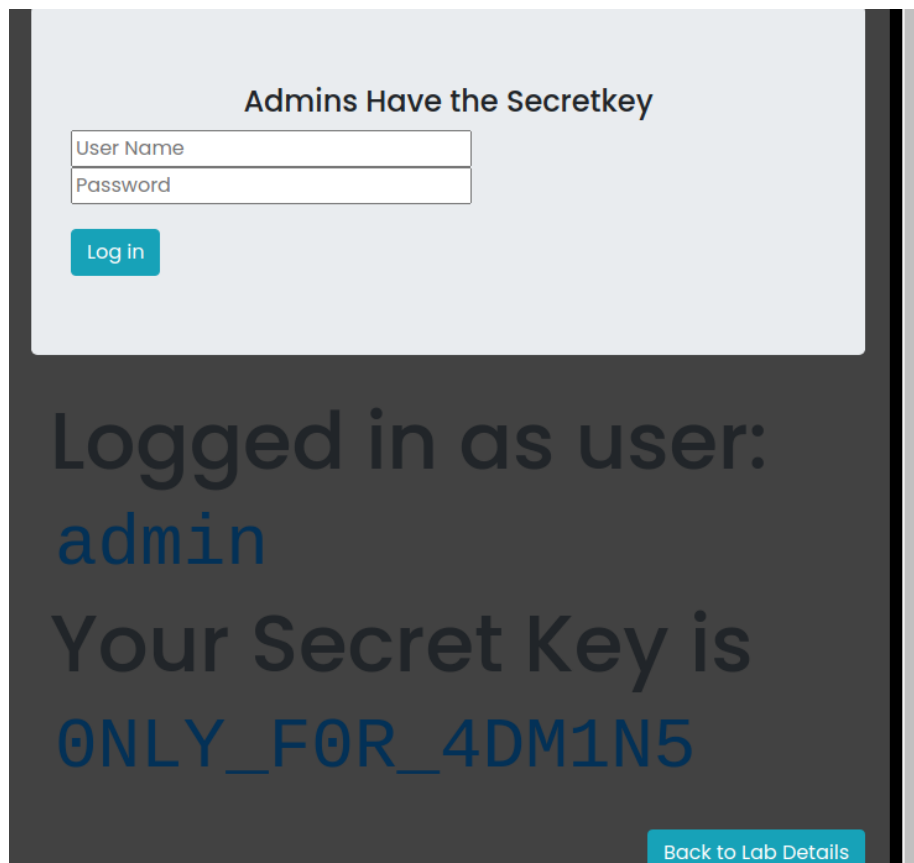 Admins Have the Secretkey
User Name
Password
Log in
Logged in as user:
admin
Your Secret Key is
0NLY_F0R_4DM1N5
Back to Lab Details